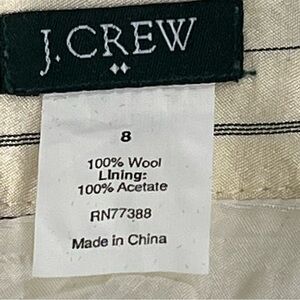 J.CREW
8
100% Wool
Lining:
100% Acetate
RN77388
Made in China